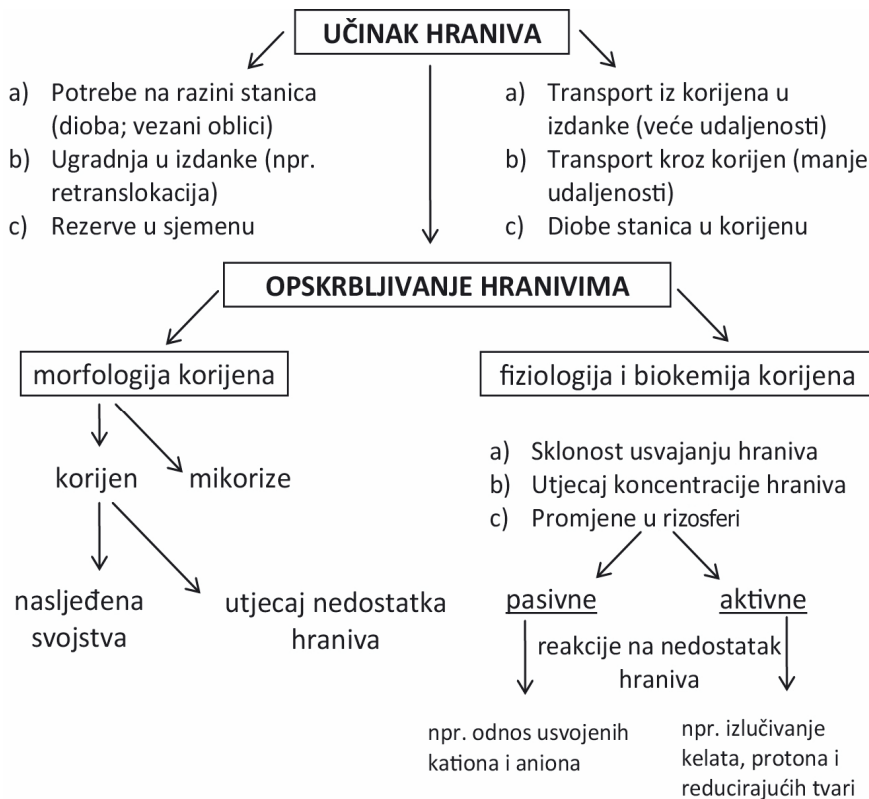 UČINAK HRANIVA
a) Potrebe na razini stanica
(dioba; vezani oblici)
b) Ugradnja u izdanke (npr.
retranslokacija)
c) Rezerve u sjemenu
a) Transport iz korijena u
izdanke (veće udaljenosti)
b) Transport kroz korijen (manje
udaljenosti)
c) Diobe stanica u korijenu
OPSKRBLJIVANJE HRANIVIMA
morfologija korijena
korijen
mikorize
nasljeđena
svojstva
utjecaj nedostatka
hraniva
fiziologija i biokemija korijena
a) Sklonost usvajanju hraniva
b) Utjecaj koncentracije hraniva
c) Promjene u rizosferi
pasivne
aktivne
reakcije na nedostatak
hraniva
npr. odnos usvojenih
kationa i aniona
npr. izlučivanje
kelata, protona i
reducirajućih tvari